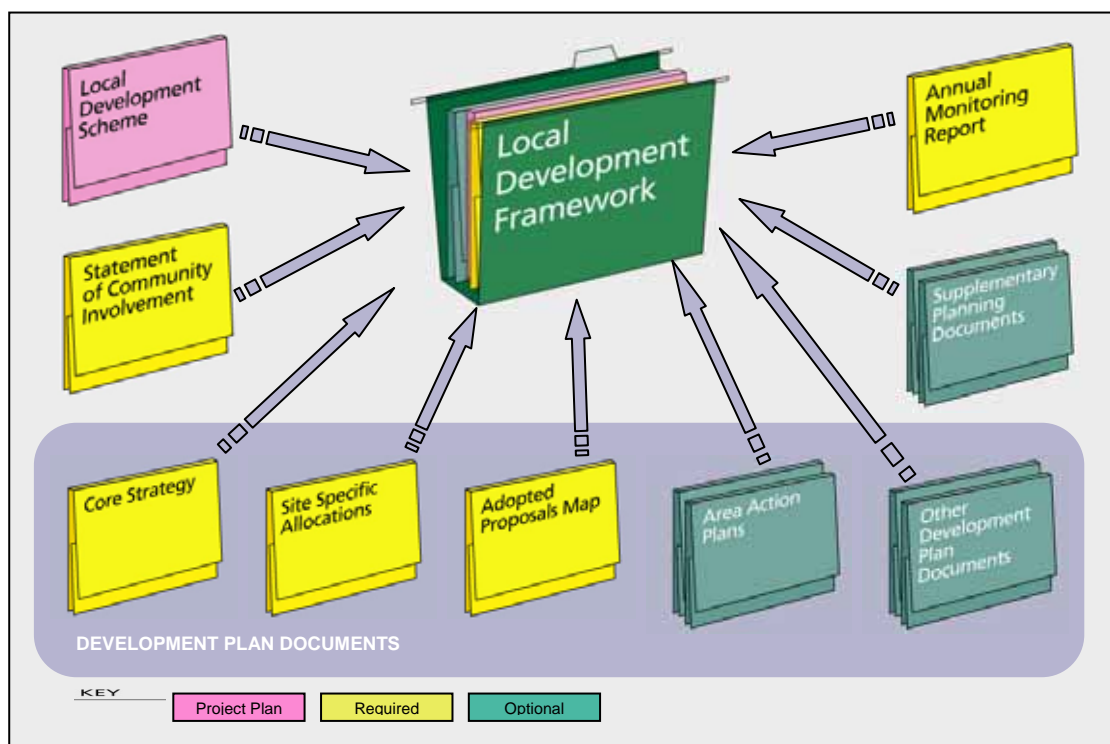 Local
Development
Scheme
Local
Development
Framework
Annual
Monitoring
Report
Statement
of Community
Involvement
Supplementary
Planning
Documents
Core Strategy
Site Specific
Allocations
Adopted
Proposals Map
Area Action
Plans
Other
Development
Plan
Documents
DEVELOPMENT PLAN DOCUMENTS
KEY
Project Plan
Required
Optional